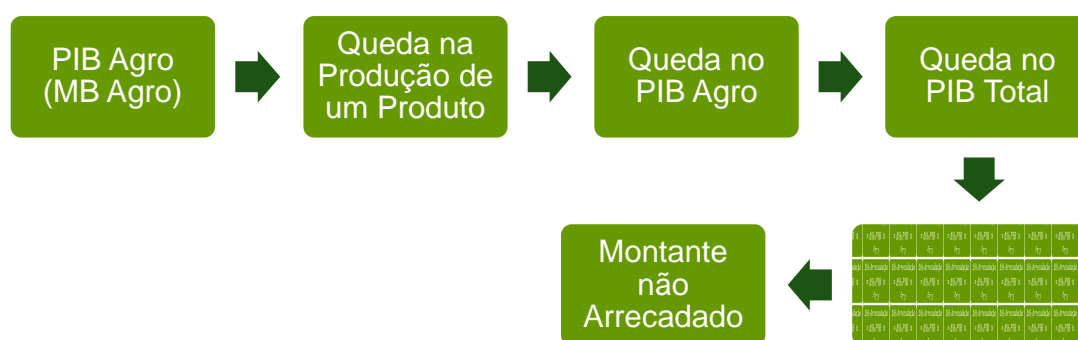 PIB Agro
(MB Agro)
Queda na
Produção de
um Produto
Queda no
PIB Agro
Queda no
PIB Total
Montante
não
Arrecadado